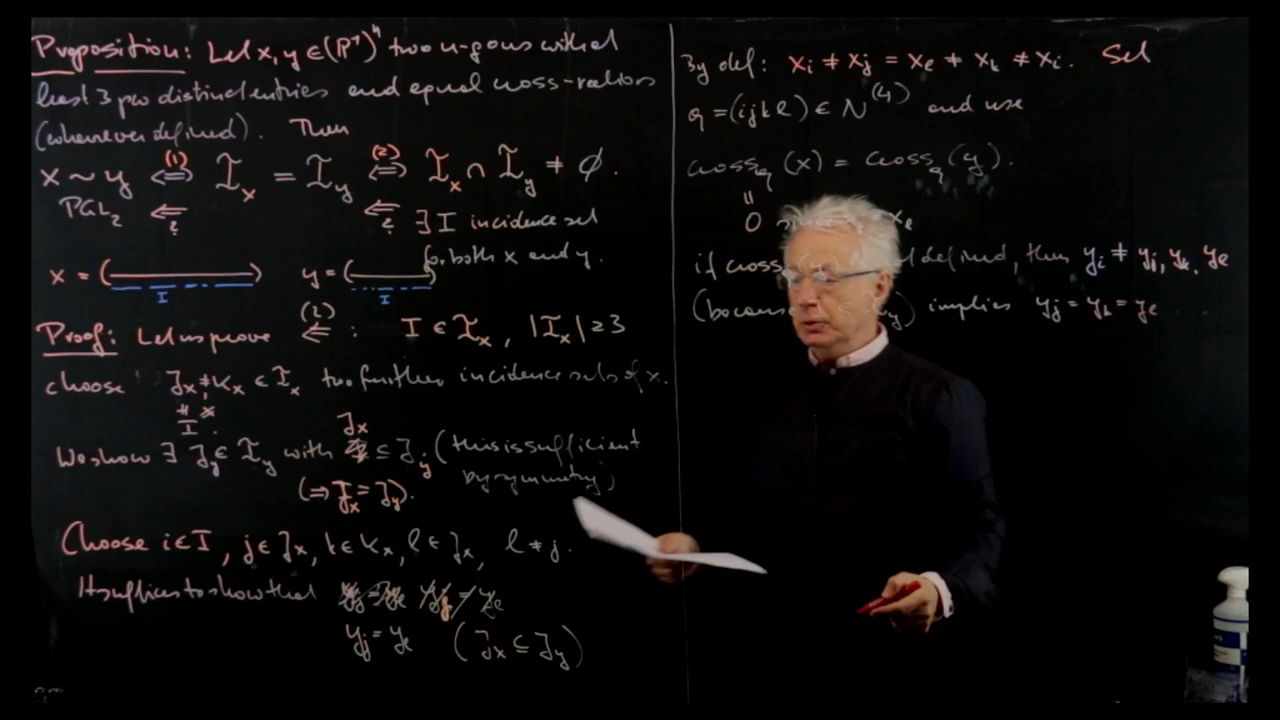 Proposition: Let x, y ∈ (P¹)ⁿ two n-gons with at
least 3 pw distinct entries and equal cross-ratios
(whenever defined). Then
x ~ y ⇔ (1) I_x = I_y ⇔ (2) I_x ∩ I_y ≠ ∅.
PGL₂ ⇐ ? ⇐ ? ∃ I incidence set
for both x and y.
x = ( ) y = ( )
I I
Proof: Let us prove ⇐ (2) : I ∈ I_x, |I_x| ≥ 3
choose J_x ≠ K_x ∈ I_x two further incidence sets of x.
I
We show ∃ J_y ∈ I_y with J_x ⊆ J_y (this is sufficient
by symmetry)
(⇒ J_x = J_y).
Choose i ∈ I, j ∈ J_x, k ∈ K_x, l ∈ J_x, l ≠ j.
It suffices to show that
y_j = y_l (J_x ⊆ J_y)
By def: x_i ≠ x_j = x_l ≠ x_k ≠ x_i. Set
q = (ijkl) ∈ N^(4) and use
cross_q (x) = cross_q (y).
॥
0 x_l
if cross defined, then y_i ≠ y_j, y_k, y_l
(because y) implies y_j = y_k = y_l ...